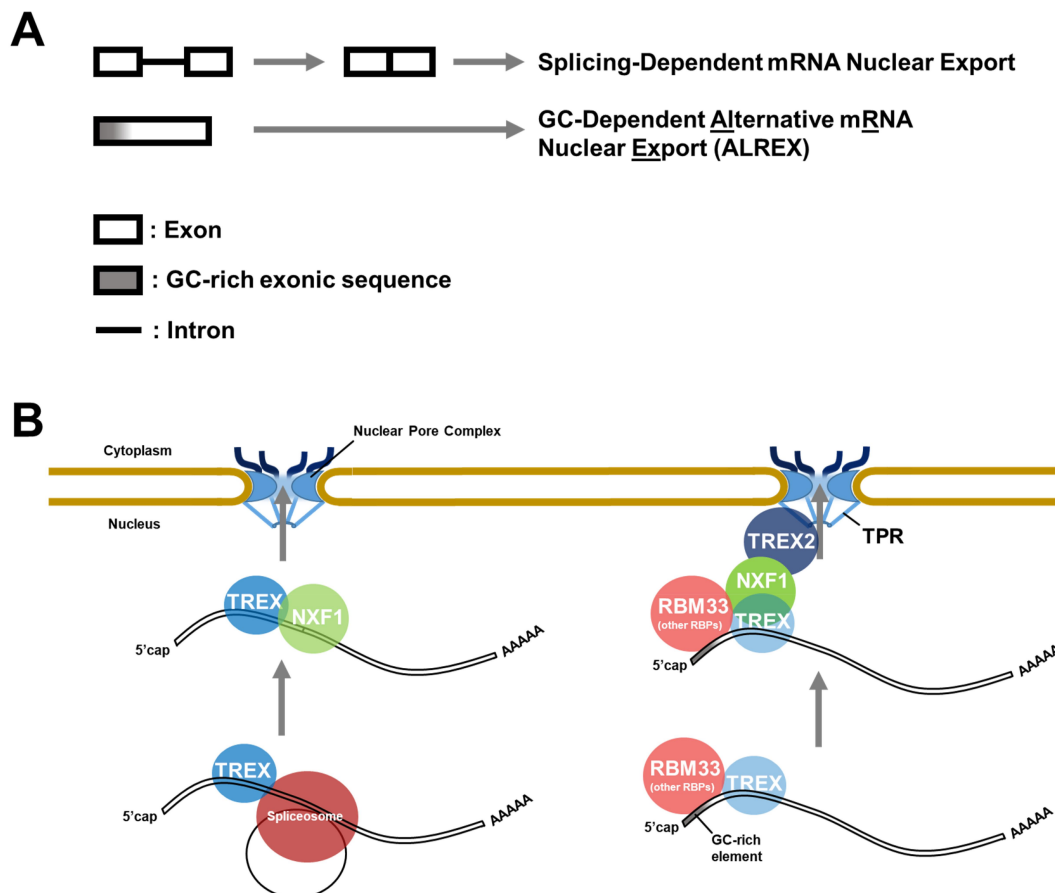 A
Splicing-Dependent mRNA Nuclear Export
GC-Dependent Alternative mRNA
Nuclear Export (ALREX)
: Exon
: GC-rich exonic sequence
: Intron
B
Nuclear Pore Complex
Cytoplasm
Nucleus
TREX
NXF1
5'cap
AAAAA
TREX
Spliceosome
5'cap
AAAAA
TPR
TREX2
NXF1
RBM33
(other RBPs)
TREX
5'cap
AAAAA
RBM33
(other RBPs)
TREX
5'cap
GC-rich
element
AAAAA